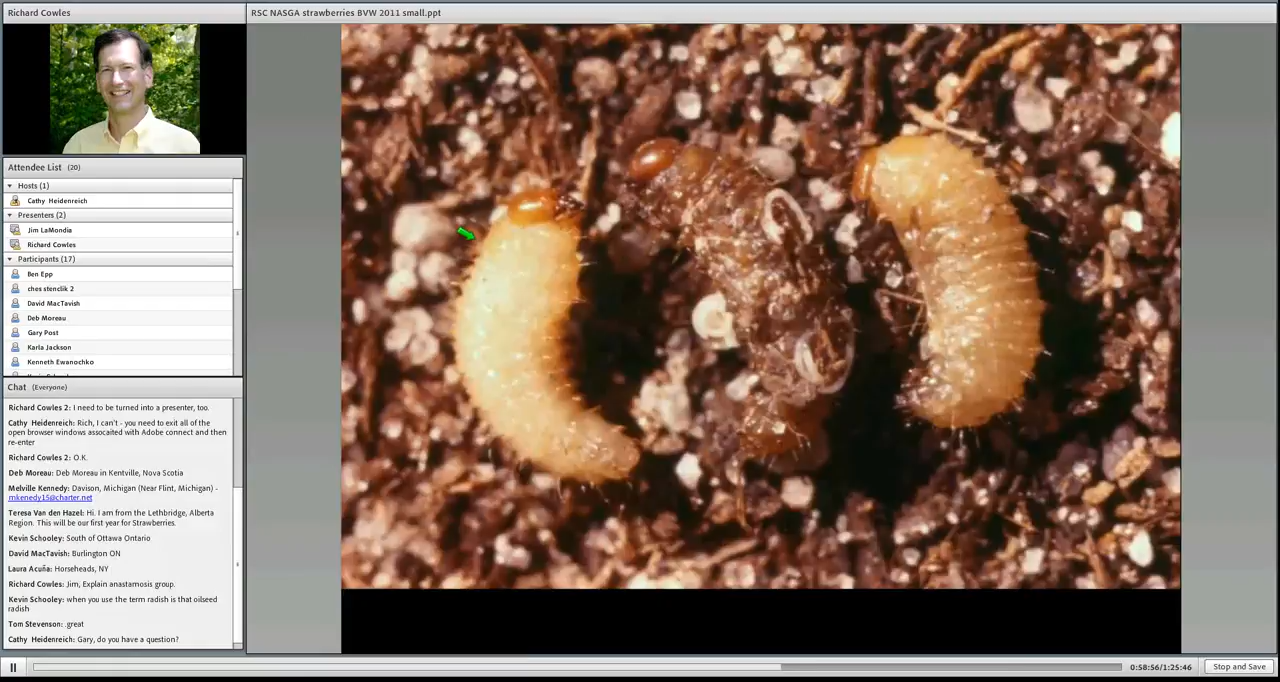 Richard Cowles
RSC NASGA strawberries BVW 2011 small.ppt
Attendee List (20)
Hosts (1)
Cathy Heidenreich
Presenters (2)
Jim LaMondia
Richard Cowles
Participants (17)
Ben Epp
ches stenclik 2
David MacTavish
Deb Moreau
Gary Post
Karla Jackson
Kenneth Ewanochko
Chat (Everyone)
Richard Cowles 2: I need to be turned into a presenter, too.
Cathy Heidenreich: Rich, I can't - you need to exit all of the
open browser windows assocaited with Adobe connect and then
re-enter
Richard Cowles 2: O.K.
Deb Moreau: Deb Moreau in Kentville, Nova Scotia
Melville Kennedy: Davison, Michigan (Near Flint, Michigan) -
mkenedy15@charter.net
Teresa Van den Hazel: Hi. I am from the Lethbridge, Alberta
Region. This will be our first year for Strawberries.
Kevin Schooley: South of Ottawa Ontario
David MacTavish: Burlington ON
Laura Acuña: Horseheads, NY
Richard Cowles: Jim, Explain anastamosis group.
Kevin Schooley: when you use the term radish is that oilseed
radish
Tom Stevenson: .great
Cathy Heidenreich: Gary, do you have a question?
0:58:56/1:25:46
Stop and Save